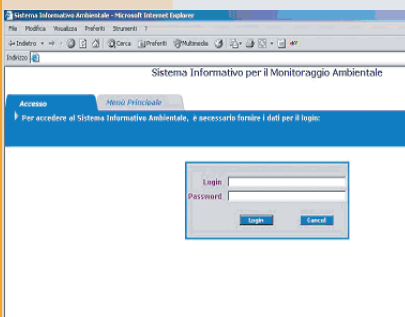 Sistema Informativo Ambientale - Microsoft Internet Explorer
File Modifica Visualizza Preferiti Strumenti ?
Indietro Cerca Preferiti Multimedia
Indirizzo
Sistema Informativo per il Monitoraggio Ambientale
Accesso Menù Principale
Per accedere al Sistema Informativo Ambientale, è necessario fornire i dati per il login:
Login
Password
Login Cancel